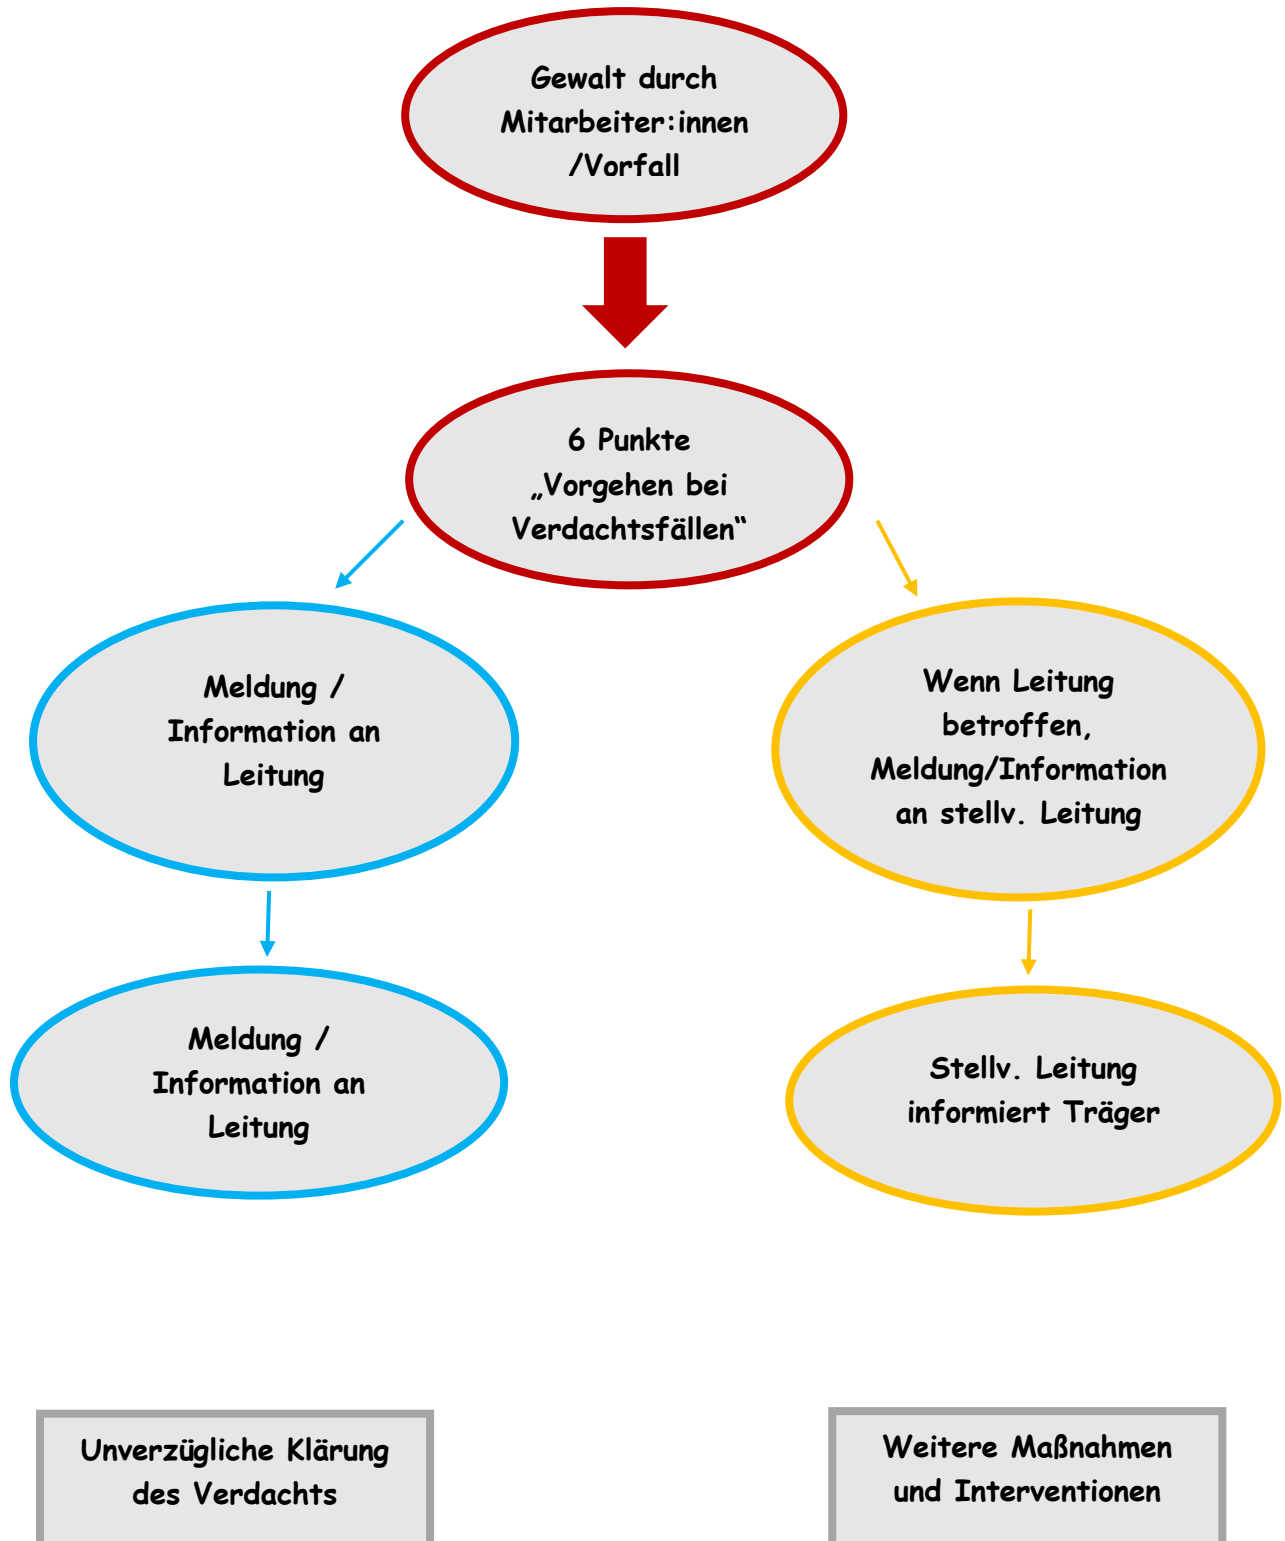 Gewalt durch
Mitarbeiter:innen
/Vorfall
6 Punkte
„Vorgehen bei
Verdachtsfällen“
Meldung /
Information an
Leitung
Wenn Leitung
betroffen,
Meldung/Information
an stellv. Leitung
Meldung /
Information an
Leitung
Stellv. Leitung
informiert Träger
Unverzügliche Klärung
des Verdachts
Weitere Maßnahmen
und Interventionen